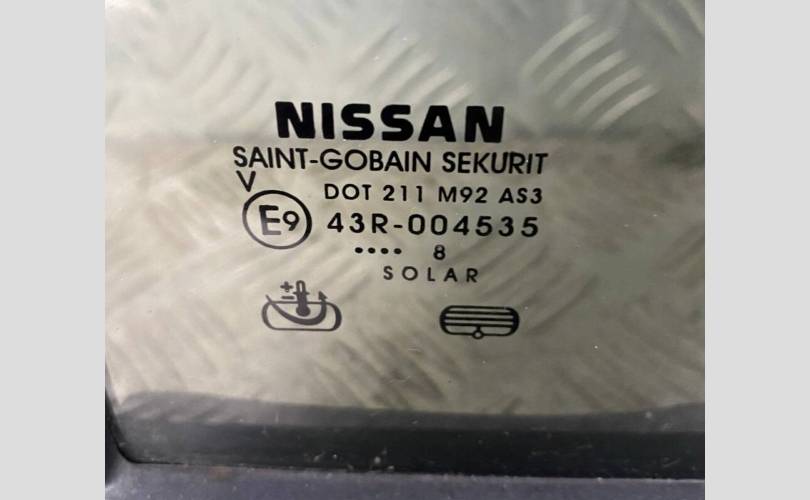 NISSAN
SAINT-GOBAIN SEKURIT
V
DOT 211 M92 AS3
E9 43R-004535
•••• 8
SOLAR
+
−